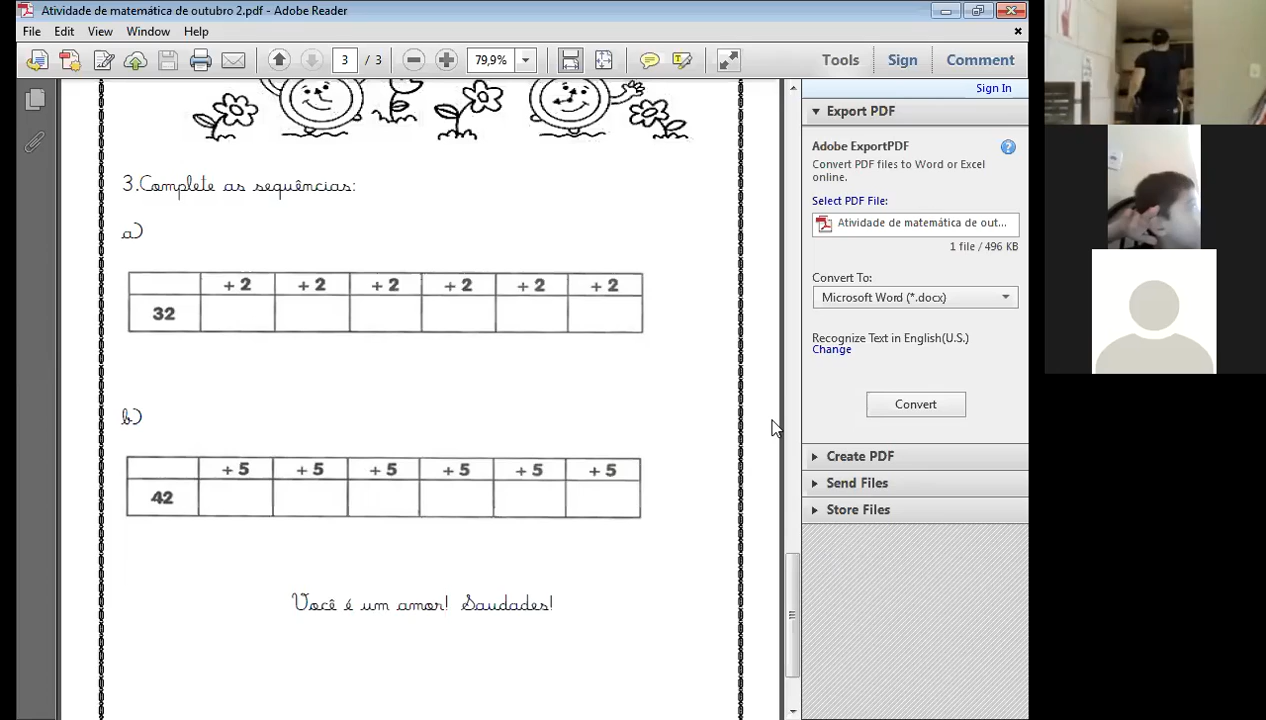 Atividade de matemática de outubro 2.pdf - Adobe Reader
File Edit View Window Help
3 / 3 79,9% Tools Sign Comment
Sign In
Export PDF
Adobe ExportPDF
Convert PDF files to Word or Excel
online.
Select PDF File:
Atividade de matemática de out...
1 file / 496 KB
Convert To:
Microsoft Word (*.docx)
Recognize Text in English(U.S.)
Change
Convert
Create PDF
Send Files
Store Files
3.Complete as sequências:
a)
+ 2 + 2 + 2 + 2 + 2 + 2
32
b)
+ 5 + 5 + 5 + 5 + 5 + 5
42
Você é um amor! Saudades!